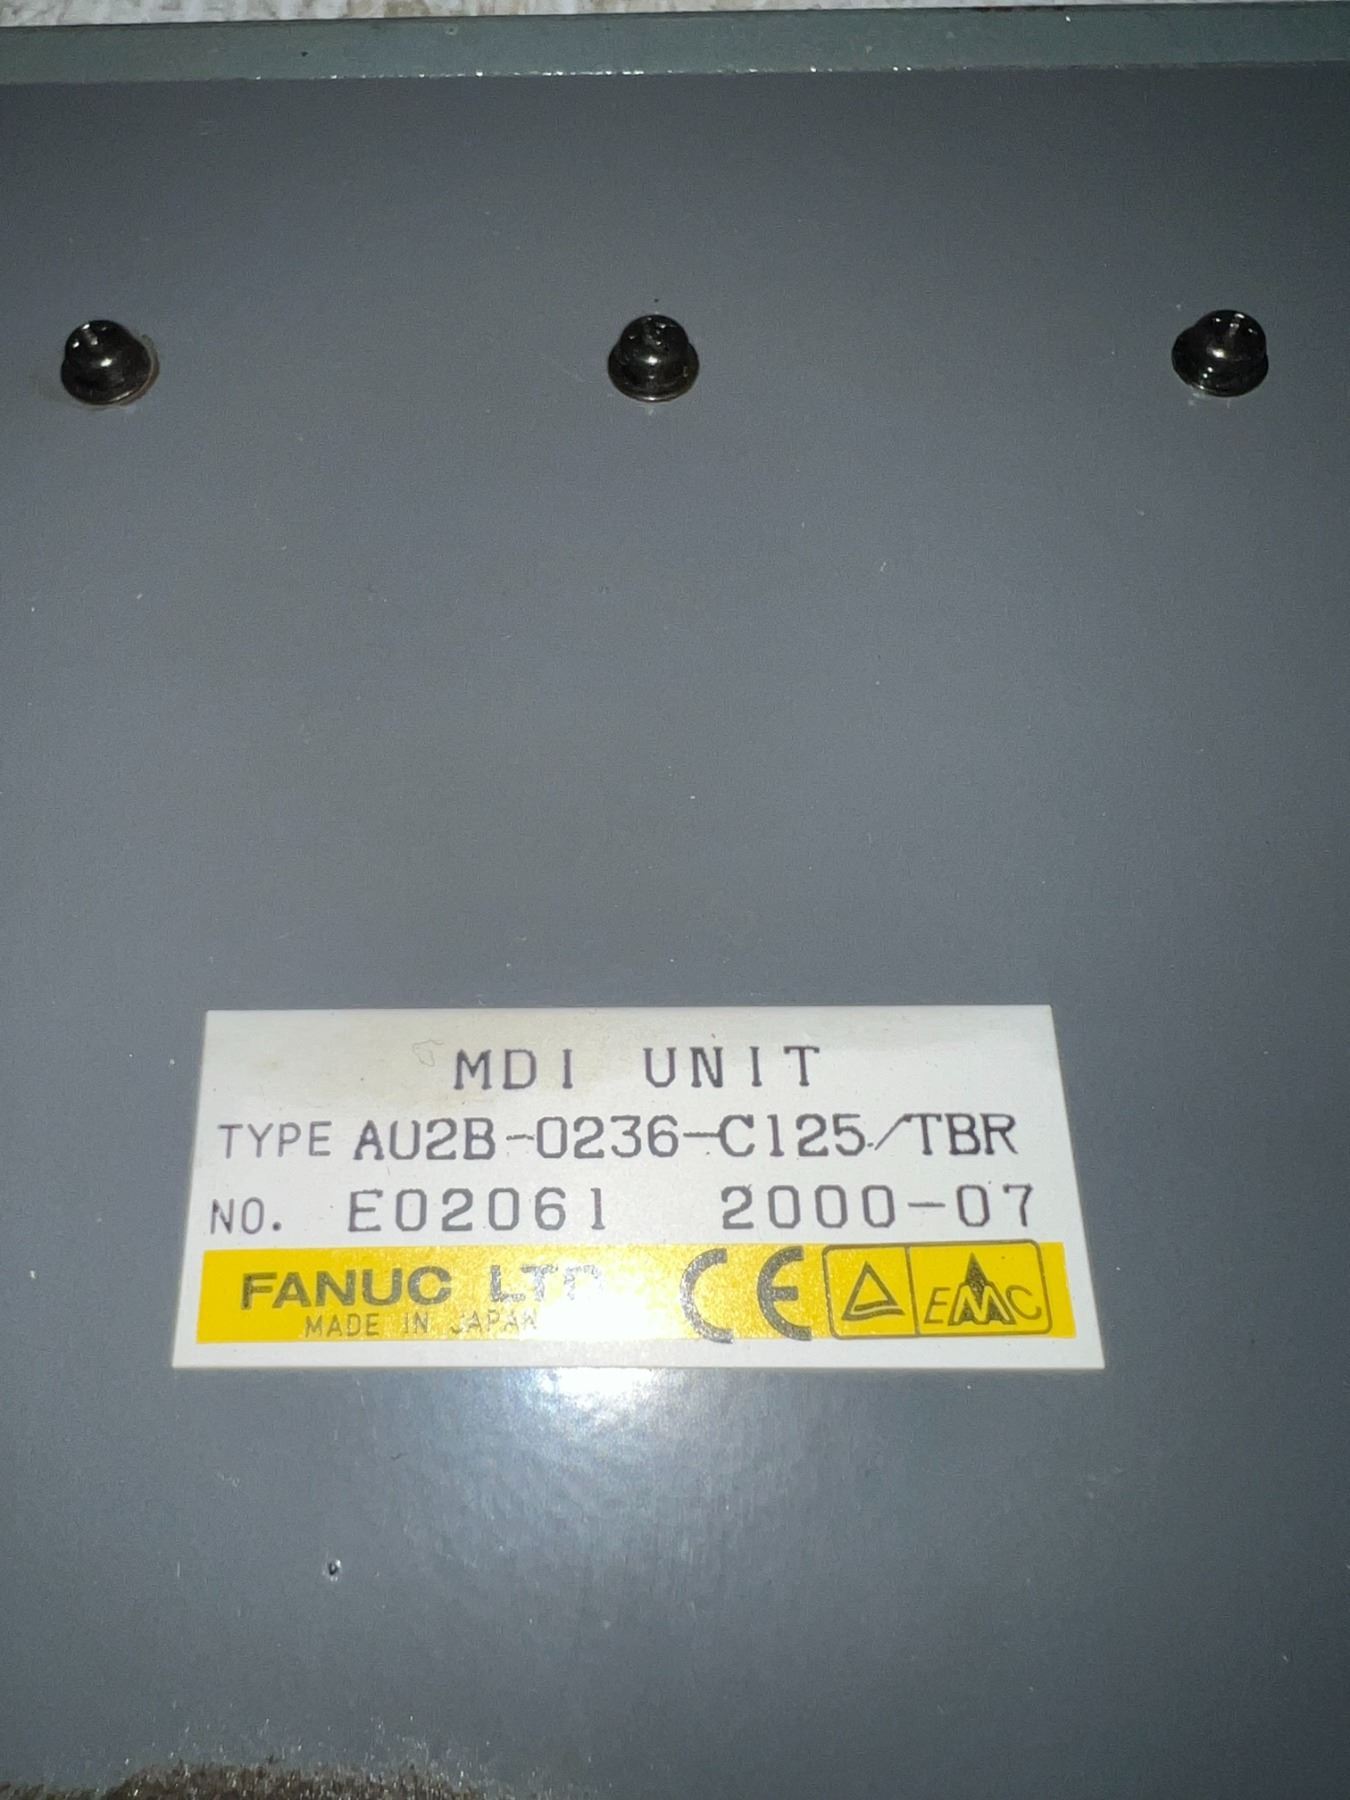 MDI UNIT
TYPE AU2B-0236-C125/TBR
NO. E02061 2000-07
FANUC LTD CE EMC
MADE IN JAPAN